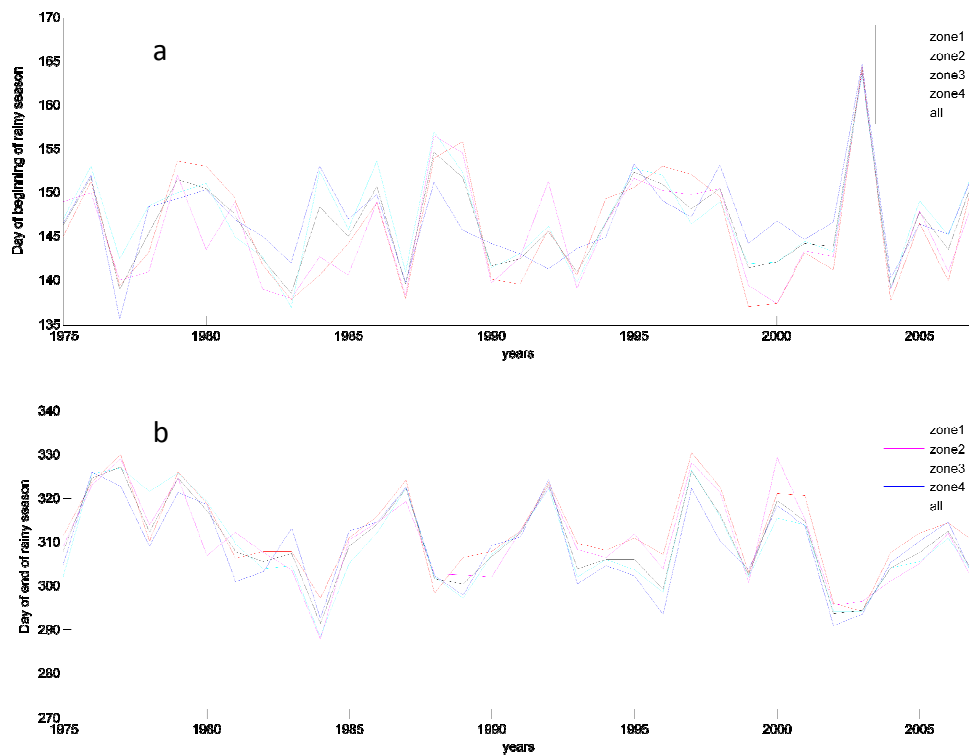 170
a
zone1
165
zone2
zone3
160
zone4
all
155
150
145
140
135
Day of beginning of rainy season
1975
1980
1985
1990
1995
2000
2005
years
340
b
zone1
330
zone2
zone3
320
zone4
all
310
300
290
280
270
Day of end of rainy season
1975
1980
1985
1990
1995
2000
2005
years